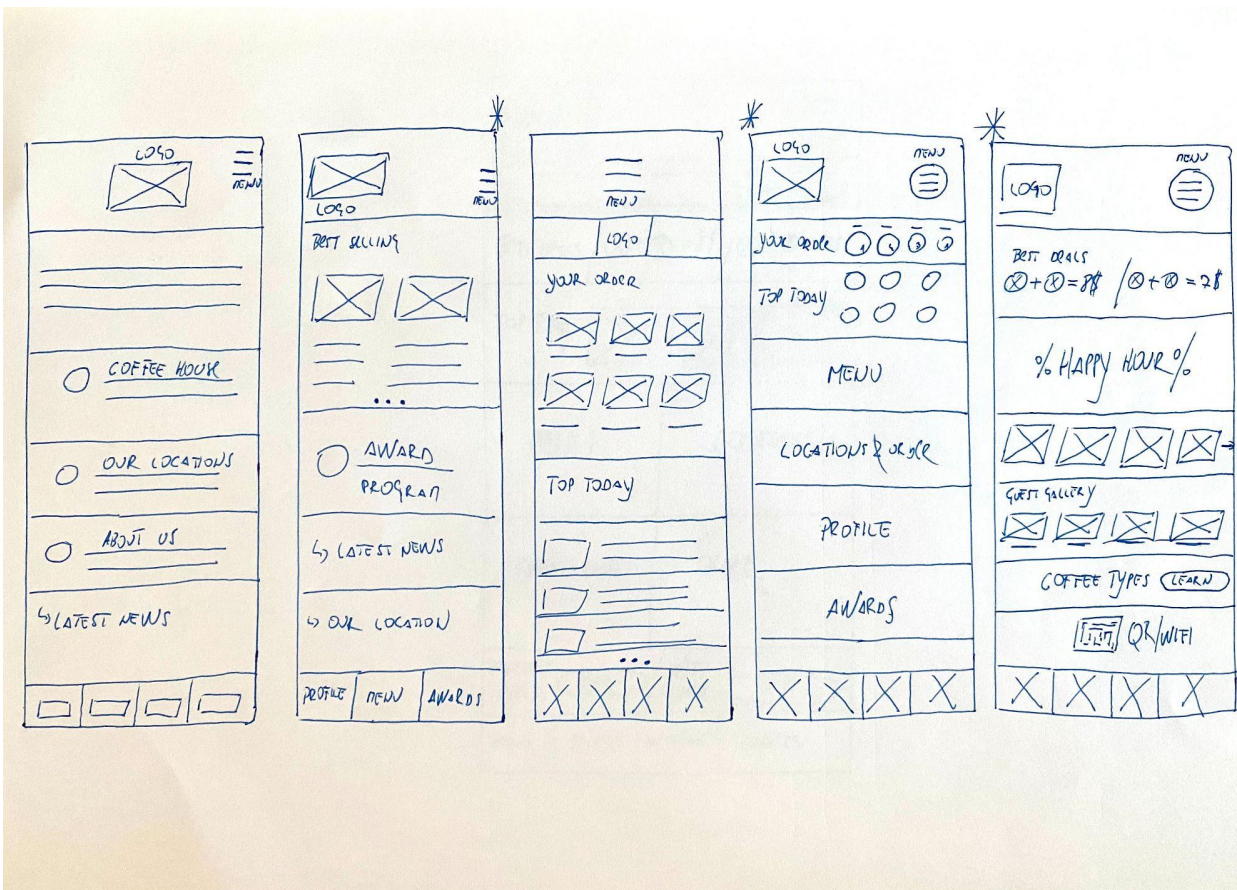 LOGO
MENU
COFFEE HOUSE
OUR LOCATIONS
ABOUT US
↳ LATEST NEWS
LOGO
MENU
BEST SELLING
...
AWARD
PROGRAM
↳ LATEST NEWS
↳ OUR LOCATION
PROFILE MENU AWARDS
MENU
LOGO
YOUR ORDER
TOP TODAY
...
LOGO
MENU
YOUR ORDER
TOP TODAY
MENU
LOCATIONS & ORDER
PROFILE
AWARDS
LOGO
MENU
BEST DEALS
+ = 8$ / + = 7$
% HAPPY HOUR %
GUEST GALLERY
COFFEE TYPES LEARN
QR/WIFI